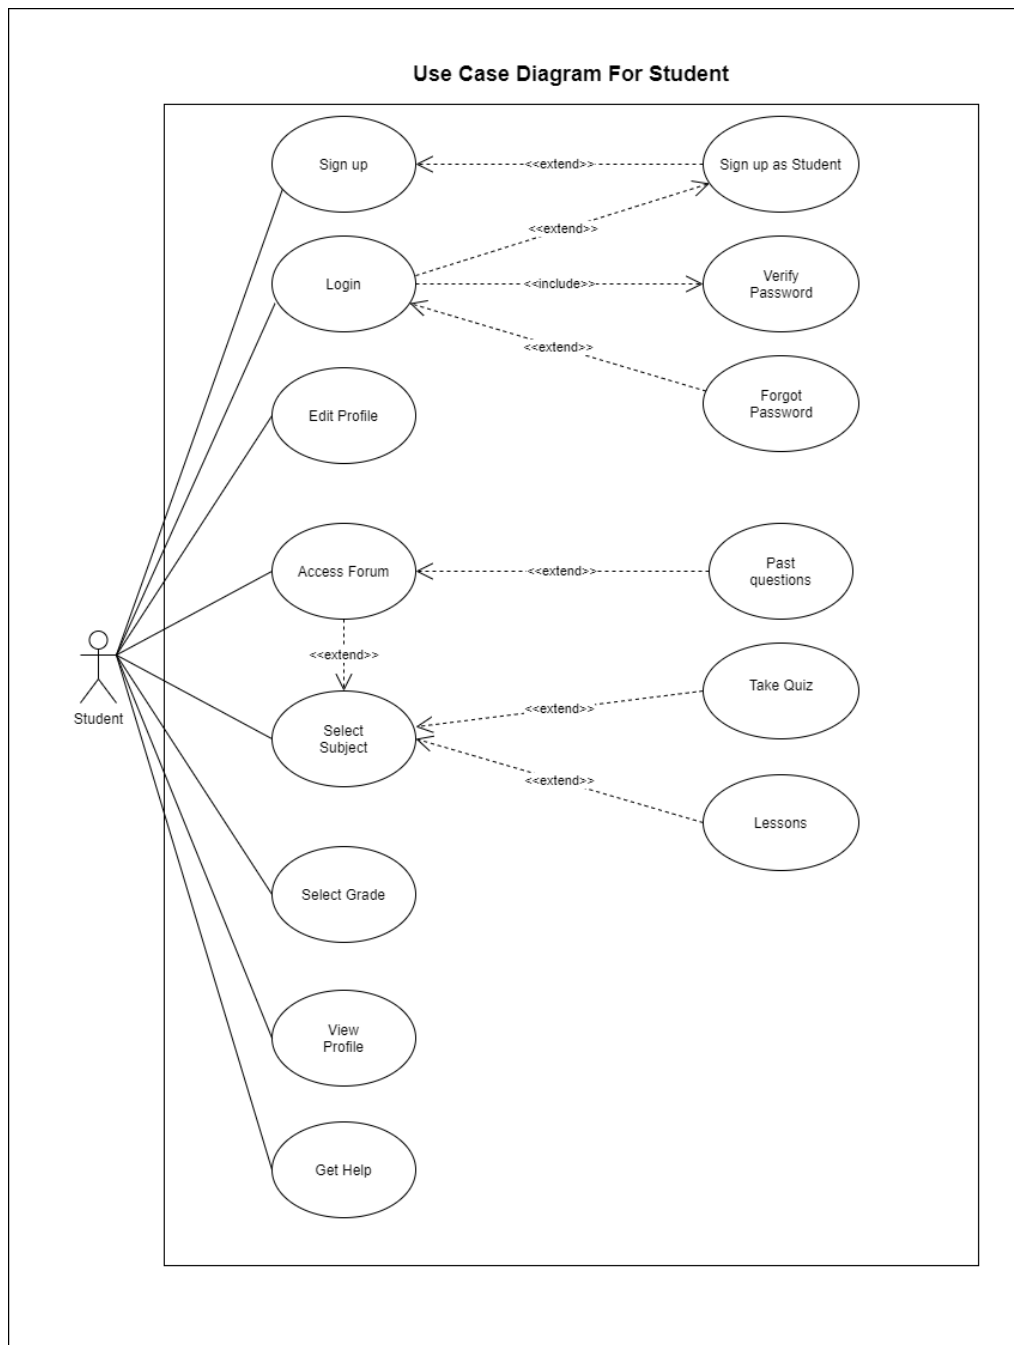 Use Case Diagram For Student
Sign up
<<extend>>
Sign up as Student
<<extend>>
Login
<<include>>
Verify
Password
<<extend>>
Forgot
Password
Edit Profile
Access Forum
<<extend>>
Past
questions
<<extend>>
Student
Select
Subject
<<extend>>
Take Quiz
<<extend>>
Lessons
Select Grade
View
Profile
Get Help